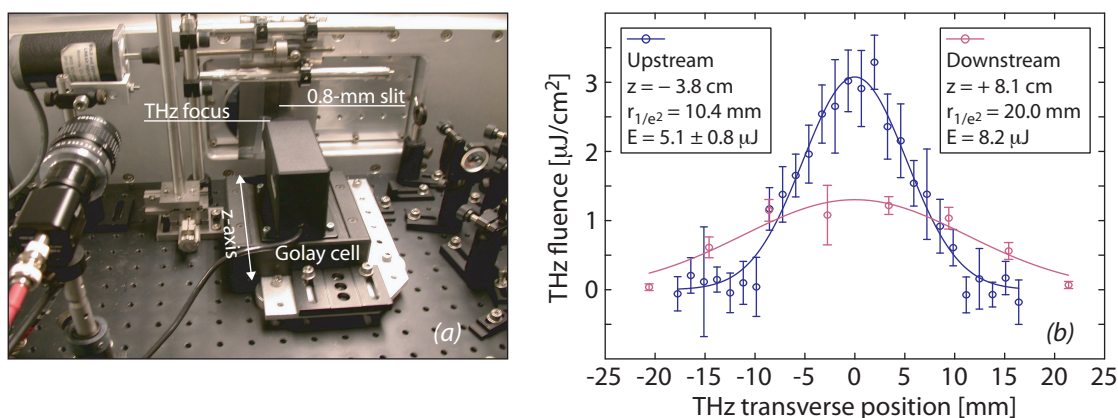 THz focus
0.8-mm slit
z-axis
Golay cell
(a)
Upstream
z = – 3.8 cm
r1/e2 = 10.4 mm
E = 5.1 ± 0.8 µJ
Downstream
z = + 8.1 cm
r1/e2 = 20.0 mm
E = 8.2 µJ
THz fluence [µJ/cm2]
3
2
1
0
(b)
-25 -20 -15 -10 -5 0 5 10 15 20 25
THz transverse position [mm]